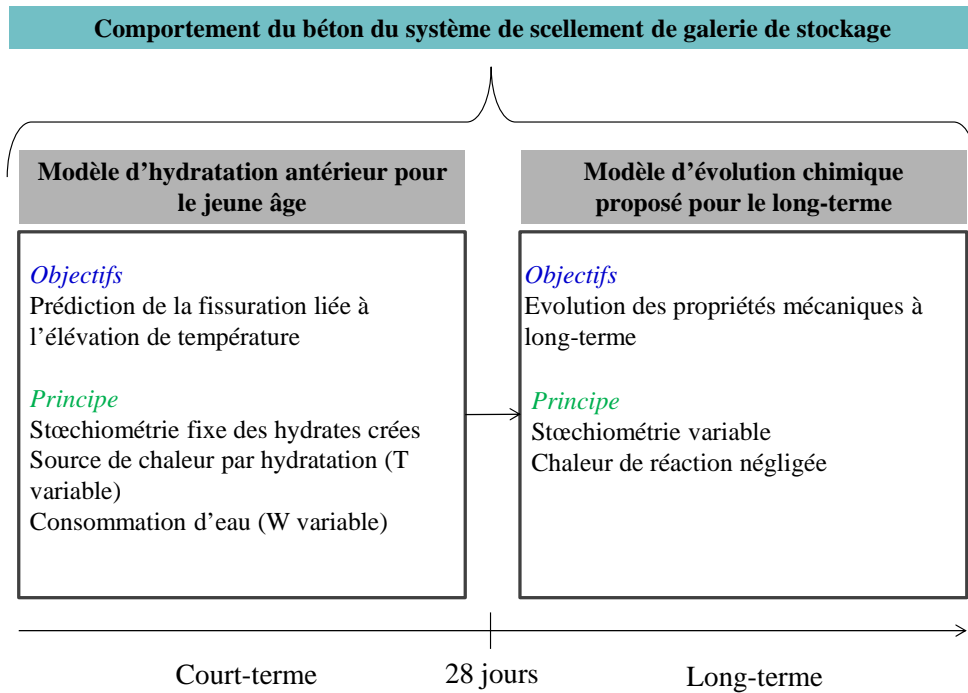 Comportement du béton du système de scellement de galerie de stockage
Modèle d'hydratation antérieur pour
le jeune âge
Objectifs
Prédiction de la fissuration liée à
l'élévation de température
Principe
Stœchiométrie fixe des hydrates crées
Source de chaleur par hydratation (T
variable)
Consommation d'eau (W variable)
Modèle d'évolution chimique
proposé pour le long-terme
Objectifs
Evolution des propriétés mécaniques à
long-terme
Principe
Stœchiométrie variable
Chaleur de réaction négligée
Court-terme
28 jours
Long-terme